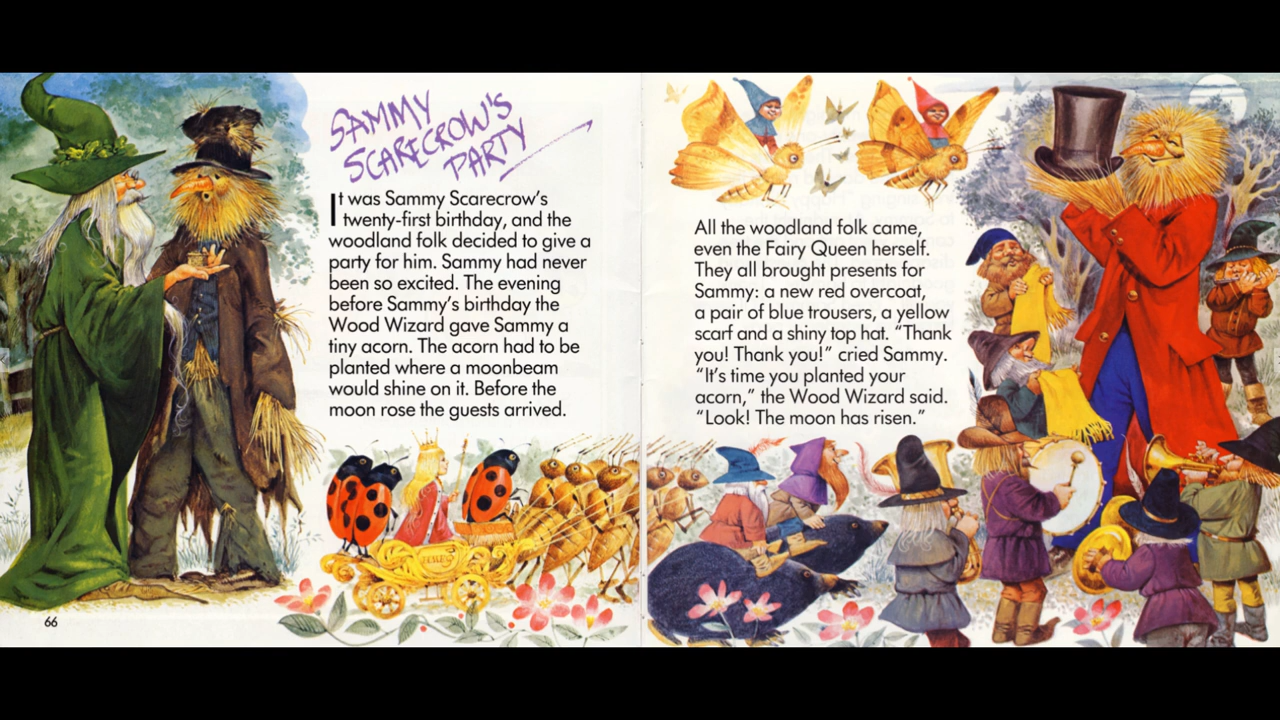 SAMMY
SCARECROW'S
PARTY
It was Sammy Scarecrow's
twenty-first birthday, and the
woodland folk decided to give a
party for him. Sammy had never
been so excited. The evening
before Sammy's birthday the
Wood Wizard gave Sammy a
tiny acorn. The acorn had to be
planted where a moonbeam
would shine on it. Before the
moon rose the guests arrived.
66
All the woodland folk came,
even the Fairy Queen herself.
They all brought presents for
Sammy: a new red overcoat,
a pair of blue trousers, a yellow
scarf and a shiny top hat. “Thank
you! Thank you!” cried Sammy.
“It's time you planted your
acorn,” the Wood Wizard said.
“Look! The moon has risen.”